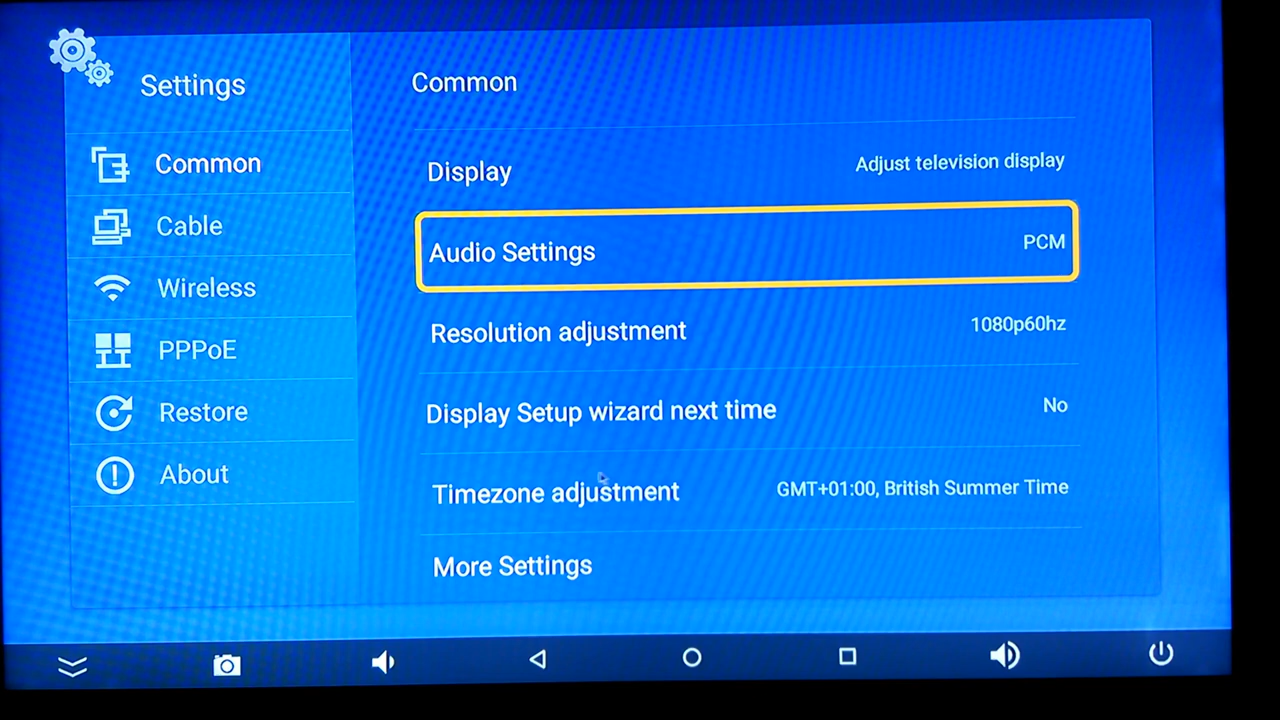 Settings
Common
Cable
Wireless
PPPoE
Restore
About
Common
Display Adjust television display
Audio Settings PCM
Resolution adjustment 1080p60hz
Display Setup wizard next time No
Timezone adjustment GMT+01:00, British Summer Time
More Settings